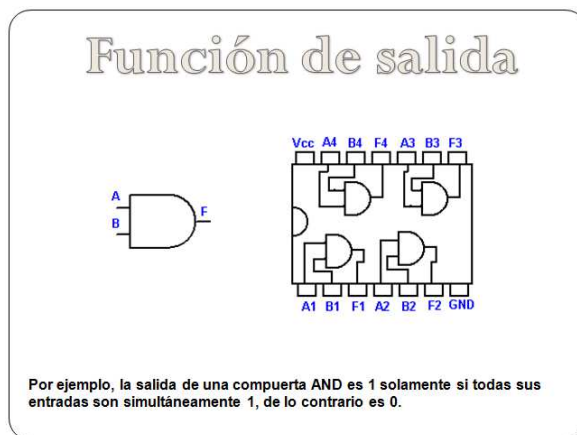 Función de salida
Vcc A4 B4 F4 A3 B3 F3
A
B
F
A1 B1 F1 A2 B2 F2 GND
Por ejemplo, la salida de una compuerta AND es 1 solamente si todas sus
entradas son simultáneamente 1, de lo contrario es 0.